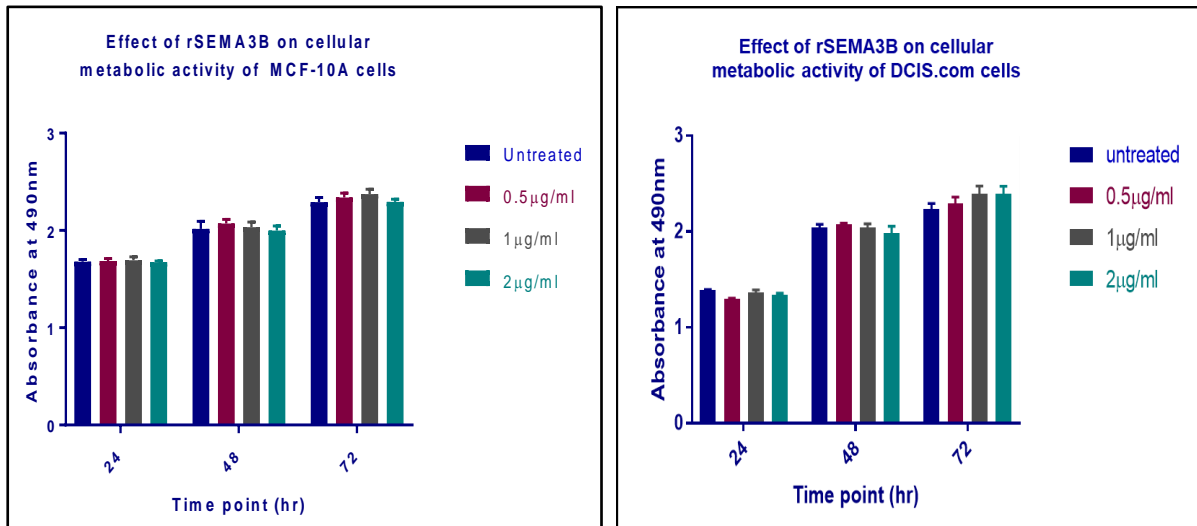 Effect of rSEMA3B on cellular
metabolic activity of MCF-10A cells
3
2
1
0
Absorbance at 490nm
24
48
72
Time point (hr)
Untreated
0.5μg/ml
1μg/ml
2μg/ml
Effect of rSEMA3B on cellular
metabolic activity of DCIS.com cells
3
2
1
0
Absorbance at 490nm
24
48
72
Time point (hr)
untreated
0.5μg/ml
1μg/ml
2μg/ml